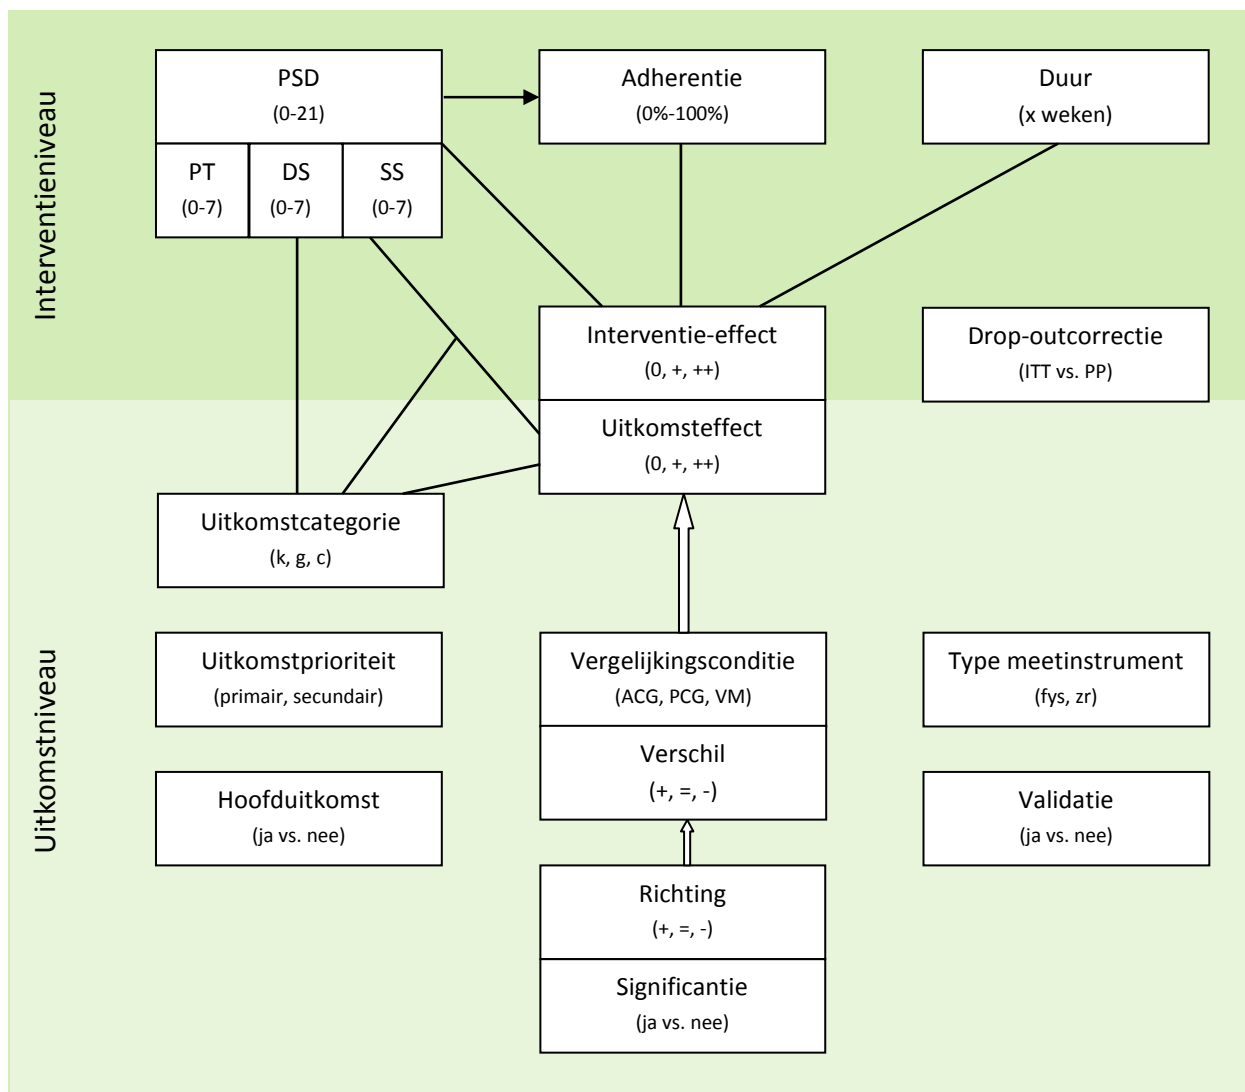 Interventieniveau
PSD
(0-21)
PT
(0-7)
DS
(0-7)
SS
(0-7)
Adherentie
(0%-100%)
Duur
(x weken)
Interventie-effect
(0, +, ++)
Drop-outcorrectie
(ITT vs. PP)
Uitkomstniveau
Uitkomsteffect
(0, +, ++)
Uitkomstcategorie
(k, g, c)
Uitkomstprioriteit
(primair, secundair)
Vergelijkingsconditie
(ACG, PCG, VM)
Type meetinstrument
(fys, zr)
Verschil
(+, =, -)
Hoofduitkomst
(ja vs. nee)
Validatie
(ja vs. nee)
Richting
(+, =, -)
Significantie
(ja vs. nee)